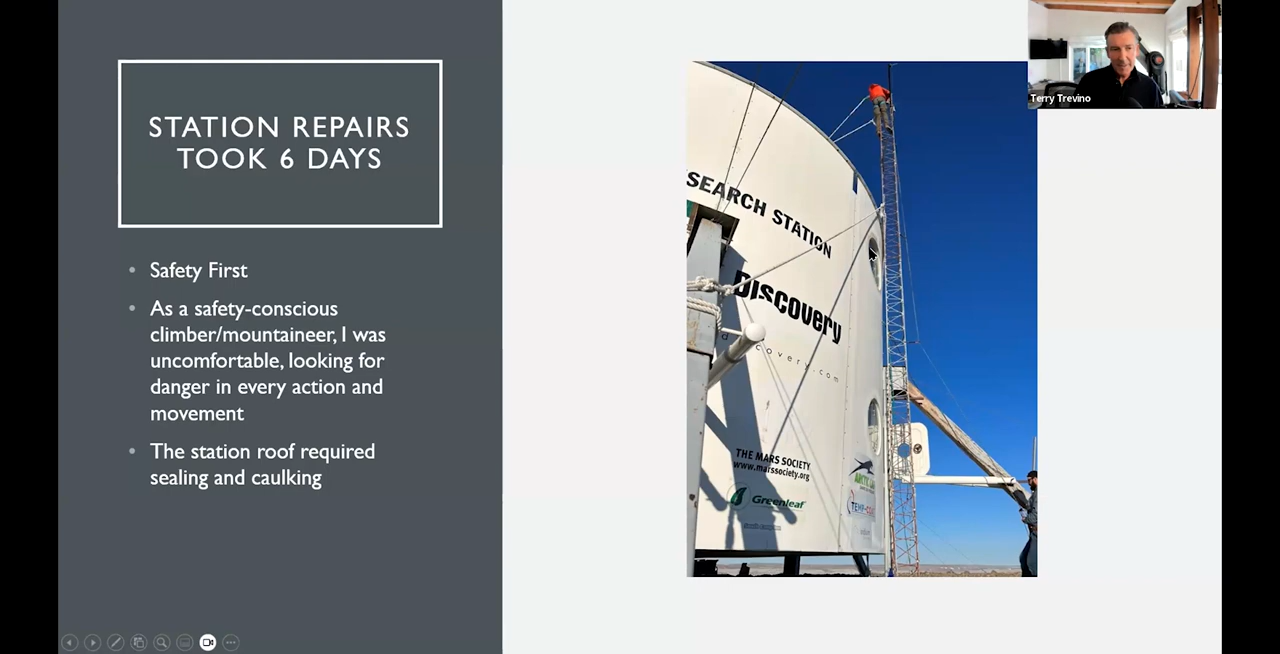 STATION REPAIRS
TOOK 6 DAYS
• Safety First
• As a safety-conscious
climber/mountaineer, I was
uncomfortable, looking for
danger in every action and
movement
• The station roof required
sealing and caulking
SEARCH STATION
Discovery
covery.com
THE MARS SOCIETY
www.marssociety.org
Greenleaf
Terry Trevino